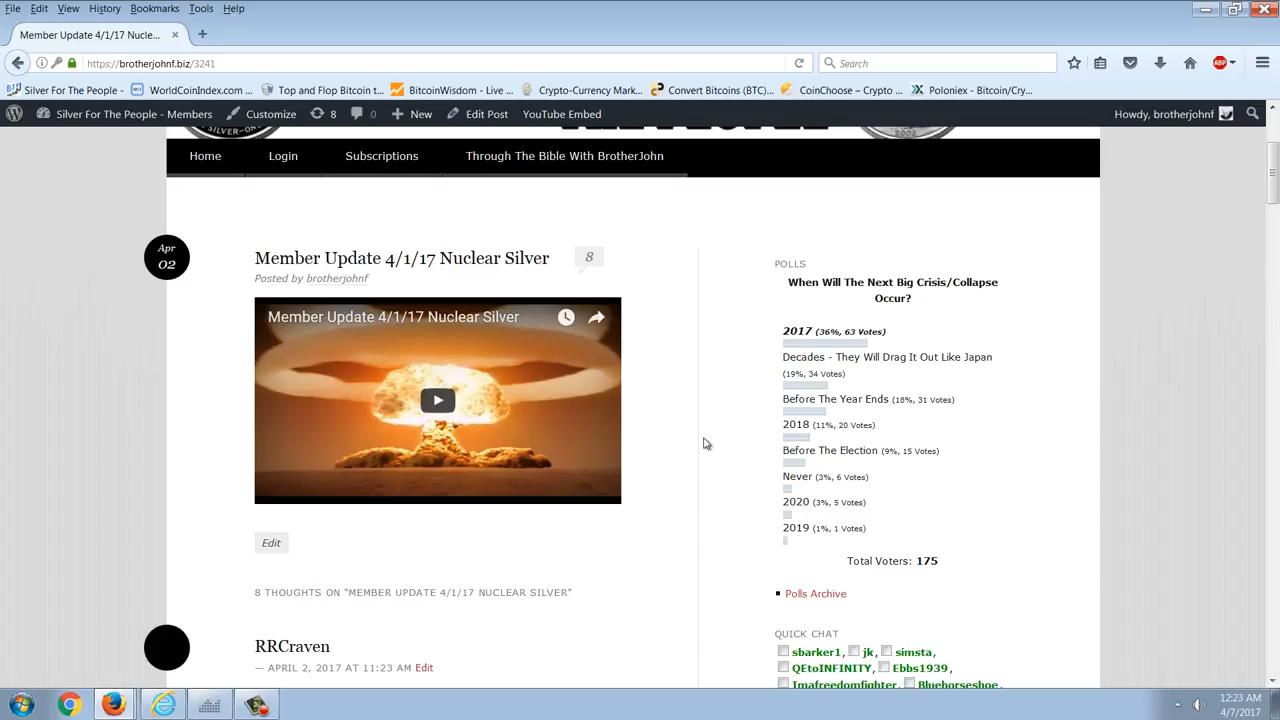 File Edit View History Bookmarks Tools Help
Member Update 4/1/17 Nucle...
https://brotherjohnf.biz/3241
Search
Silver For The People -
WorldCoinIndex.com ...
Top and Flop Bitcoin t...
BitcoinWisdom - Live ...
Crypto-Currency Mark...
Convert Bitcoins (BTC)...
CoinChoose – Crypto ...
Poloniex - Bitcoin/Cry...
ABP
Silver For The People - Members Customize 8 0 New Edit Post YouTube Embed Howdy, brotherjohnf
Home Login Subscriptions Through The Bible With BrotherJohn
Apr
02
Member Update 4/1/17 Nuclear Silver 8
Posted by brotherjohnf
Member Update 4/1/17 Nuclear Silver
Edit
8 THOUGHTS ON “MEMBER UPDATE 4/1/17 NUCLEAR SILVER”
RRCraven
— APRIL 2, 2017 AT 11:23 AM Edit
POLLS
When Will The Next Big Crisis/Collapse
Occur?
2017 (36%, 63 Votes)
Decades - They Will Drag It Out Like Japan
(19%, 34 Votes)
Before The Year Ends (18%, 31 Votes)
2018 (11%, 20 Votes)
Before The Election (9%, 15 Votes)
Never (3%, 6 Votes)
2020 (3%, 5 Votes)
2019 (1%, 1 Votes)
Total Voters: 175
Polls Archive
QUICK CHAT
sbarker1, jk, simsta,
QEtoINFINITY, Ebbs1939,
Imafreedomfighter, Bluehorseshoe,
12:23 AM
4/7/2017